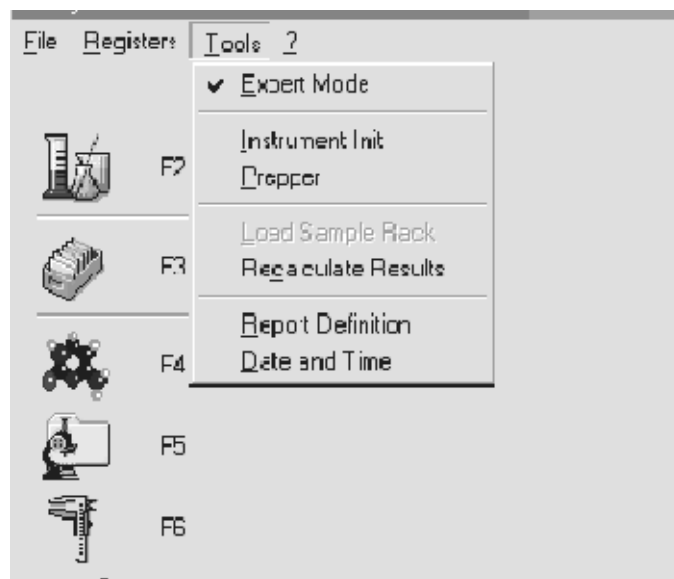 File Registers Tools ?
Expert Mode
Instrument Init
F2
Prepper
Load Sample Rack
F3
Recalculate Results
Report Definition
F4
Date and Time
F5
F6